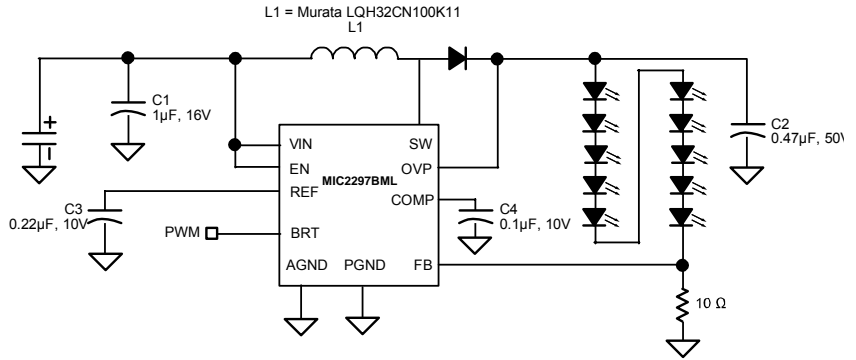 L1 = Murata LQH32CN100K11
L1
C1
1µF, 16V
+
VIN
SW
EN
OVP
MIC2297BML
REF
COMP
C2
0.47µF, 50V
C3
0.22µF, 10V
C4
0.1µF, 10V
PWM
BRT
AGND
PGND
FB
10 Ω